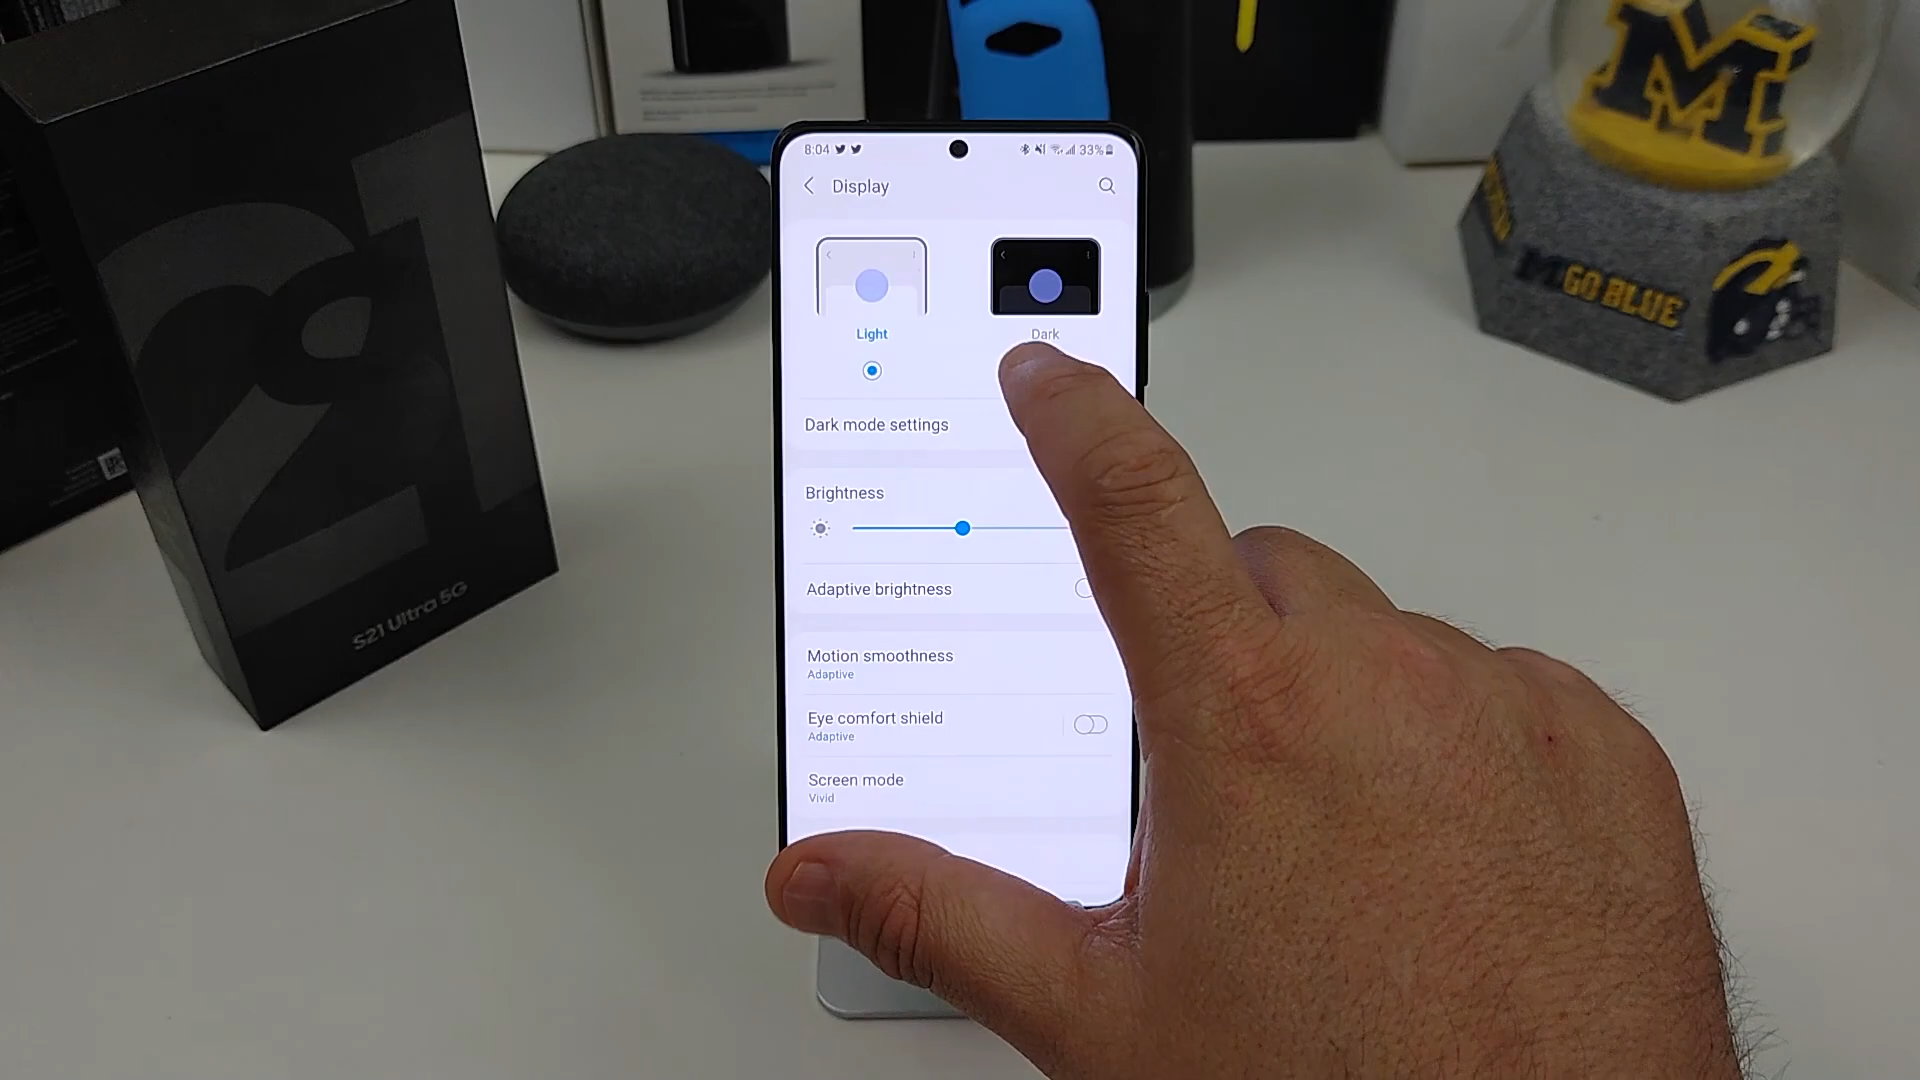 8:04
33%
Display
Light
Dark
Dark mode settings
Brightness
Adaptive brightness
Motion smoothness
Adaptive
Eye comfort shield
Adaptive
Screen mode
Vivid
21
S21 Ultra 5G
M
M GO BLUE